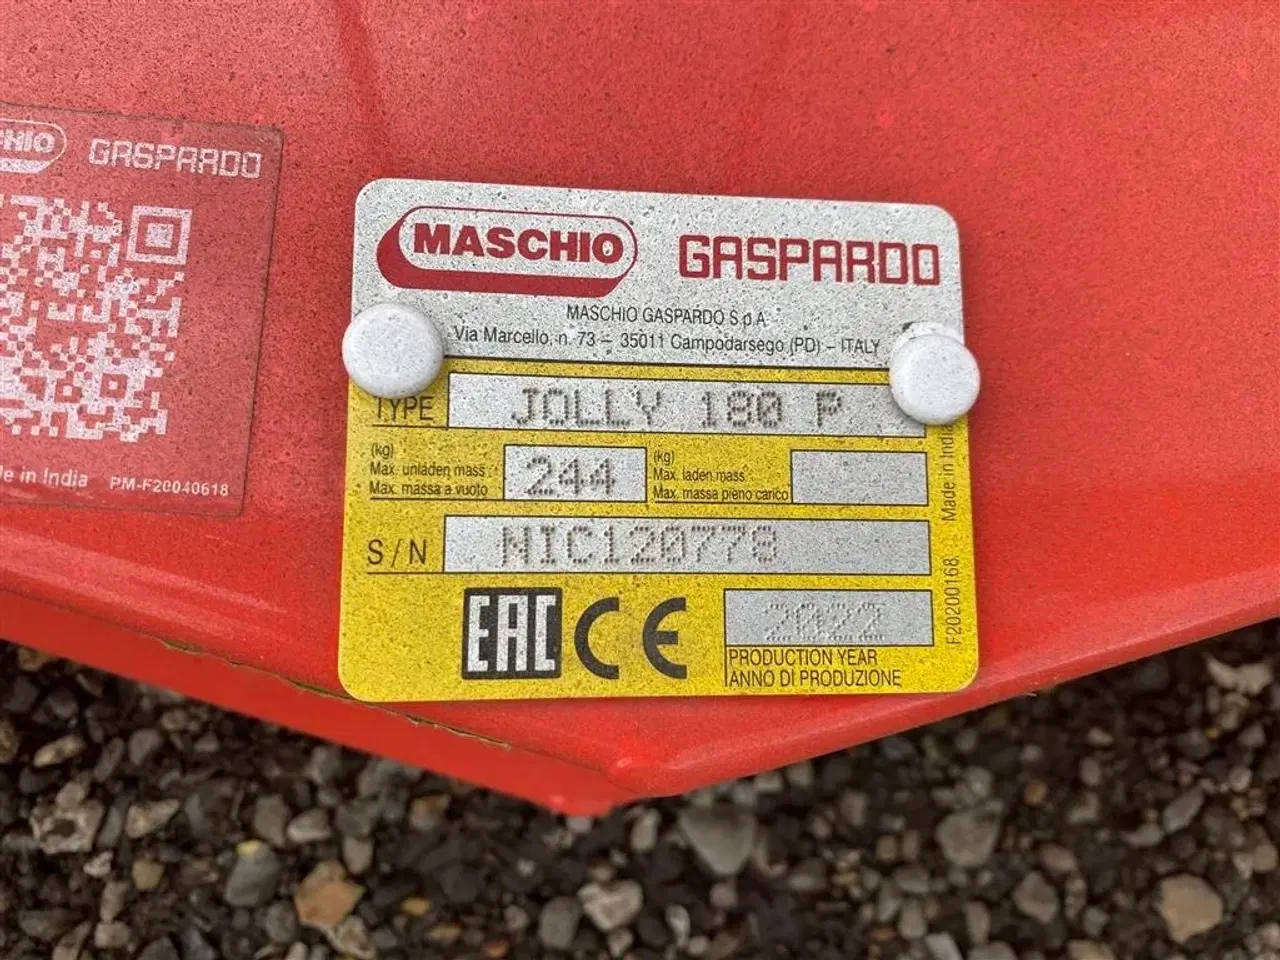 CHIO GASPARDO
de in India PM-F20040618
MASCHIO GASPARDO
MASCHIO GASPARDO S.p.A.
Via Marcello, n. 73 – 35011 Campodarsego (PD) – ITALY
TYPE JOLLY 180 P
(kg)
Max. unladen mass
Max. massa a vuoto
244
(kg)
Max. laden mass
Max. massa pieno carico
S/N NIC120778
EAC CE
2022
PRODUCTION YEAR
ANNO DI PRODUZIONE
F20200168 Made in India